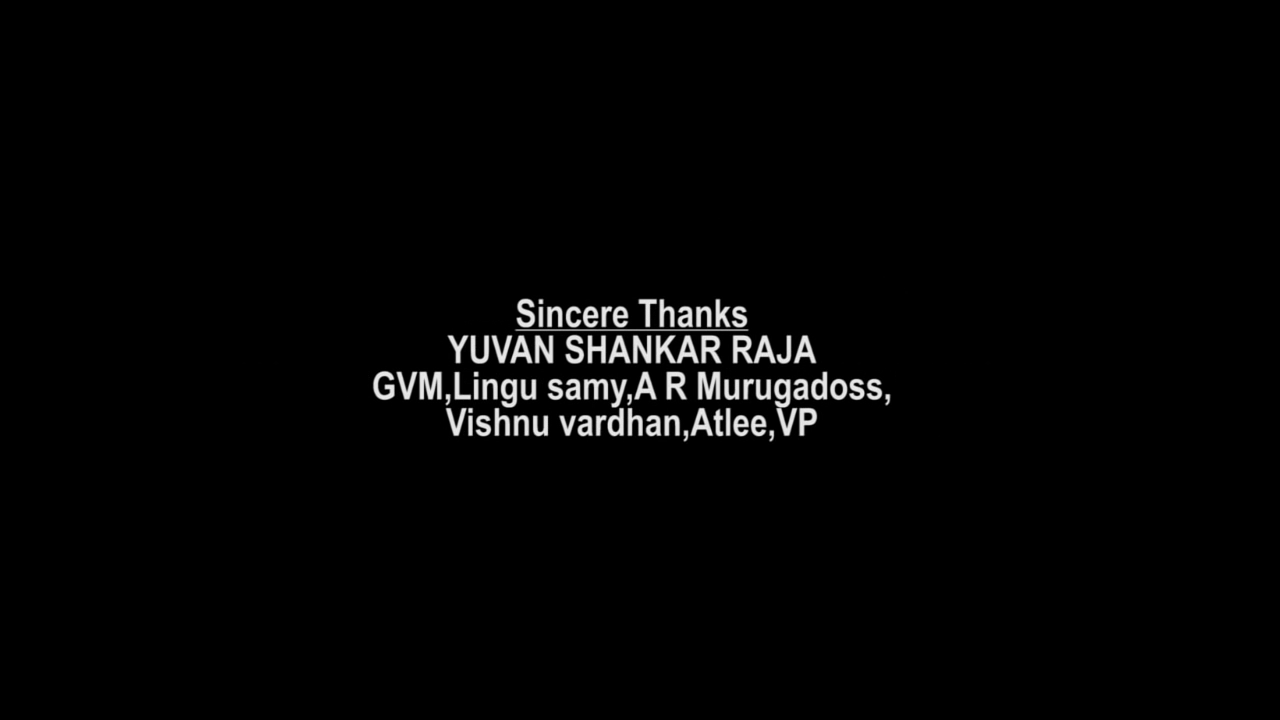 Sincere Thanks
YUVAN SHANKAR RAJA
GVM,Lingu samy,A R Murugadoss,
Vishnu vardhan,Atlee,VP